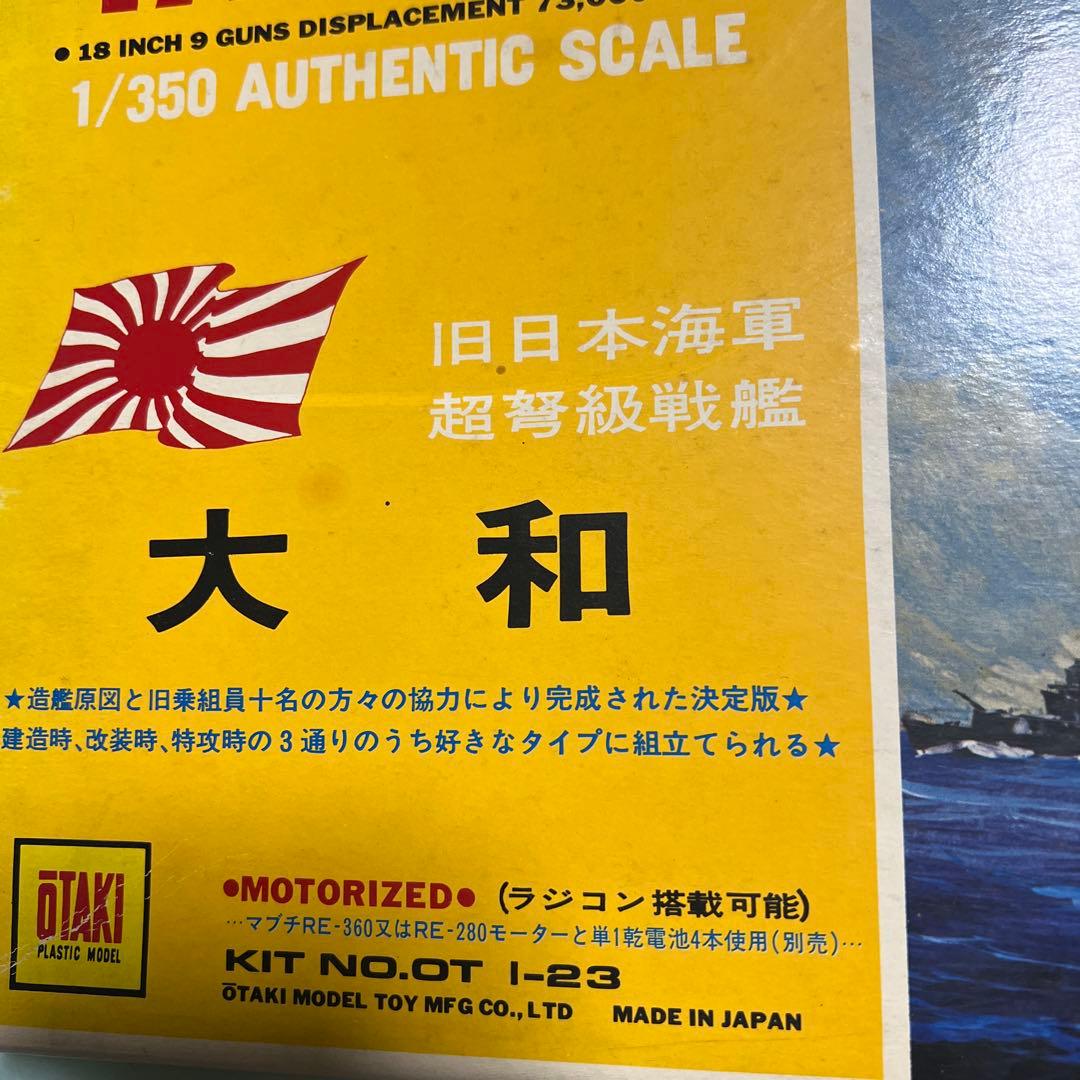 • 18 INCH 9 GUNS DISPLACEMENT
1/350 AUTHENTIC SCALE
旧日本海軍
超弩級戦艦
大和
★造艦原図と旧乗組員十名の方々の協力により完成された決定版★
建造時、改装時、特攻時の3通りのうち好きなタイプに組立てられる★
ŌTAKI
PLASTIC MODEL
•MOTORIZED• (ラジコン搭載可能)
…マブチRE-360又はRE-280モーターと単1乾電池4本使用(別売)…
KIT NO.OT I-23
ŌTAKI MODEL TOY MFG CO., LTD MADE IN JAPAN